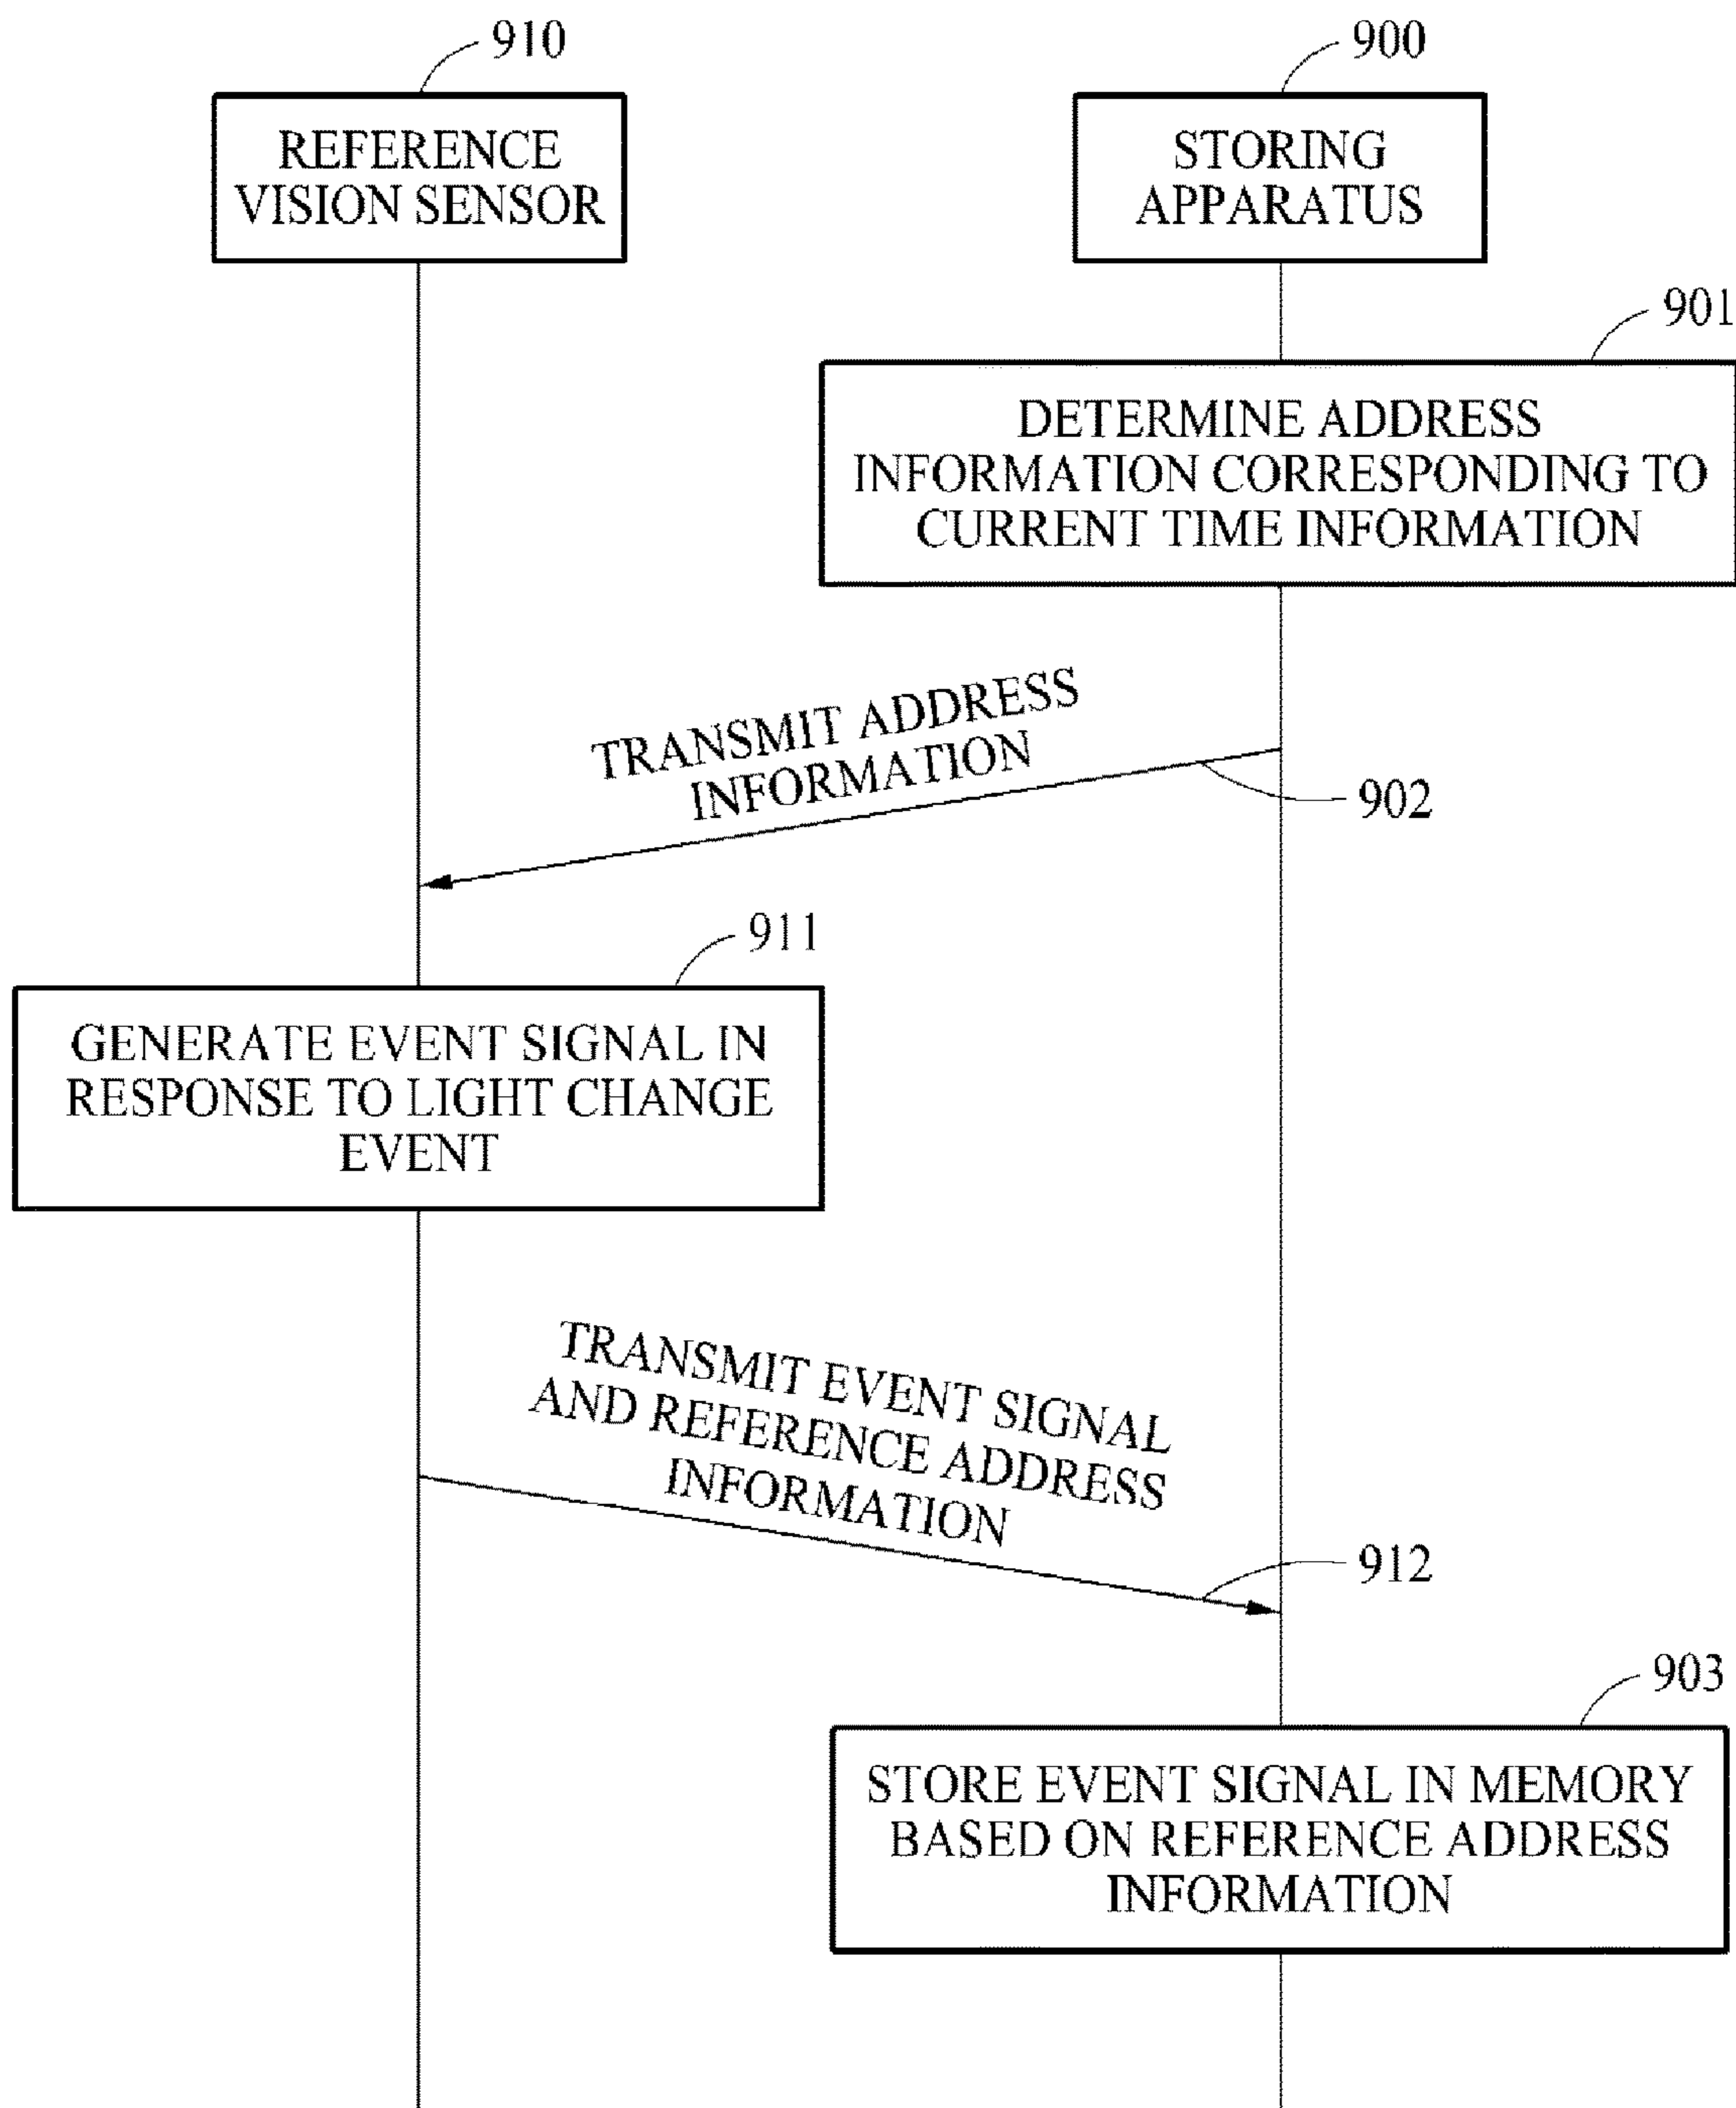 910
900
REFERENCE
VISION SENSOR
STORING
APPARATUS
901
DETERMINE ADDRESS
INFORMATION CORRESPONDING TO
CURRENT TIME INFORMATION
TRANSMIT ADDRESS
INFORMATION
902
911
GENERATE EVENT SIGNAL IN
RESPONSE TO LIGHT CHANGE
EVENT
TRANSMIT EVENT SIGNAL
AND REFERENCE ADDRESS
INFORMATION
912
903
STORE EVENT SIGNAL IN MEMORY
BASED ON REFERENCE ADDRESS
INFORMATION